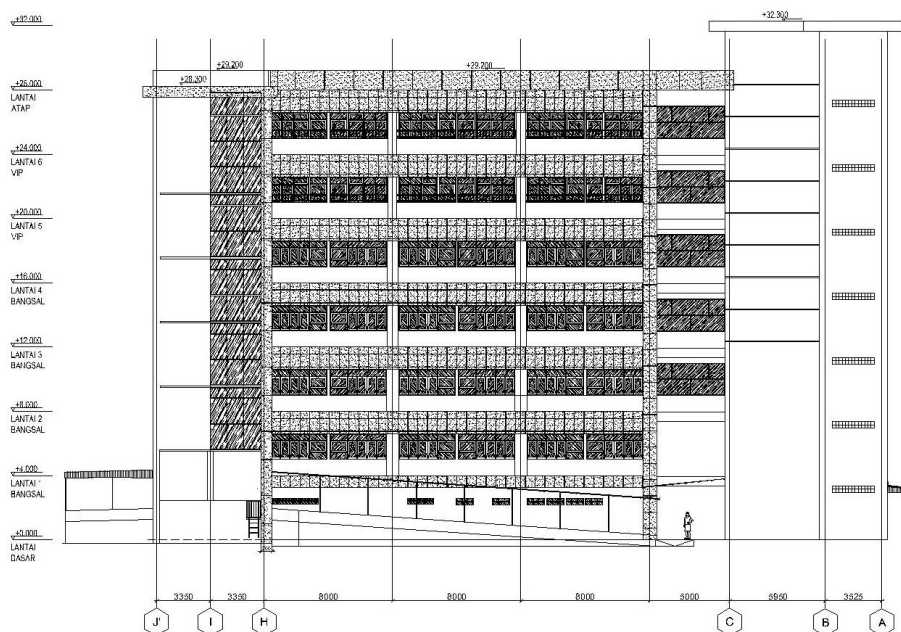 +32.000
+32.300
+29.200
+29.200
+28.300
+28.000
LANTAI
ATAP
+24.000
LANTAI 6
VIP
+20.000
LANTAI 5
VIP
+16.000
LANTAI 4
BANGSAL
+12.000
LANTAI 3
BANGSAL
+8.000
LANTAI 2
BANGSAL
+4.000
LANTAI 1
BANGSAL
+0.000
LANTAI
DASAR
3350
3350
8000
8000
8000
5000
5950
3525
J'
I
H
C
B
A